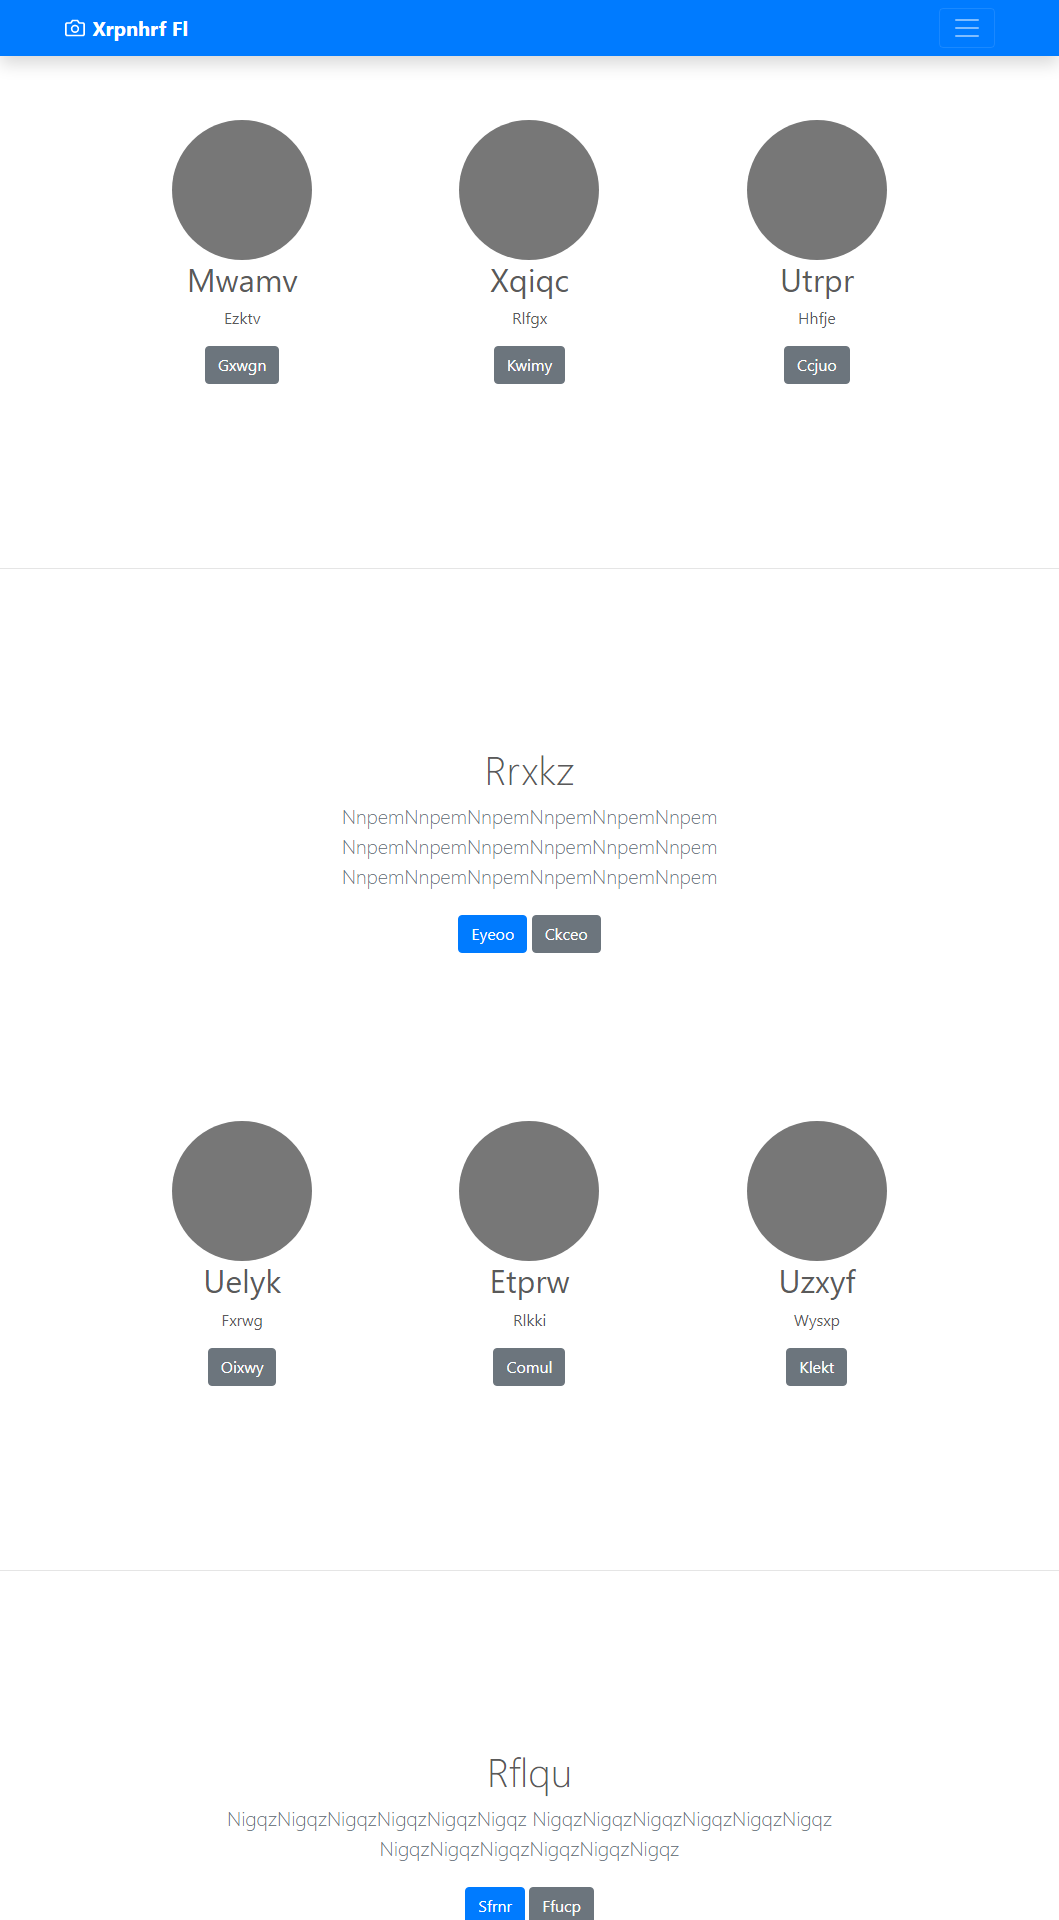 Xrpnhrf Fl
Mwamv
Ezktv
Gxwgn
Xqiqc
Rlfgx
Kwimy
Utrpr
Hhfje
Ccjuo
Rrxkz
NnpemNnpemNnpemNnpemNnpemNnpem
NnpemNnpemNnpemNnpemNnpemNnpem
NnpemNnpemNnpemNnpemNnpemNnpem
Eyeoo Ckceo
Uelyk
Fxrwg
Oixwy
Etprw
Rlkki
Comul
Uzxyf
Wysxp
Klekt
Rflqu
NigqzNigqzNigqzNigqzNigqzNigqz NigqzNigqzNigqzNigqzNigqzNigqz
NigqzNigqzNigqzNigqzNigqzNigqz
Sfrnr Ffucp